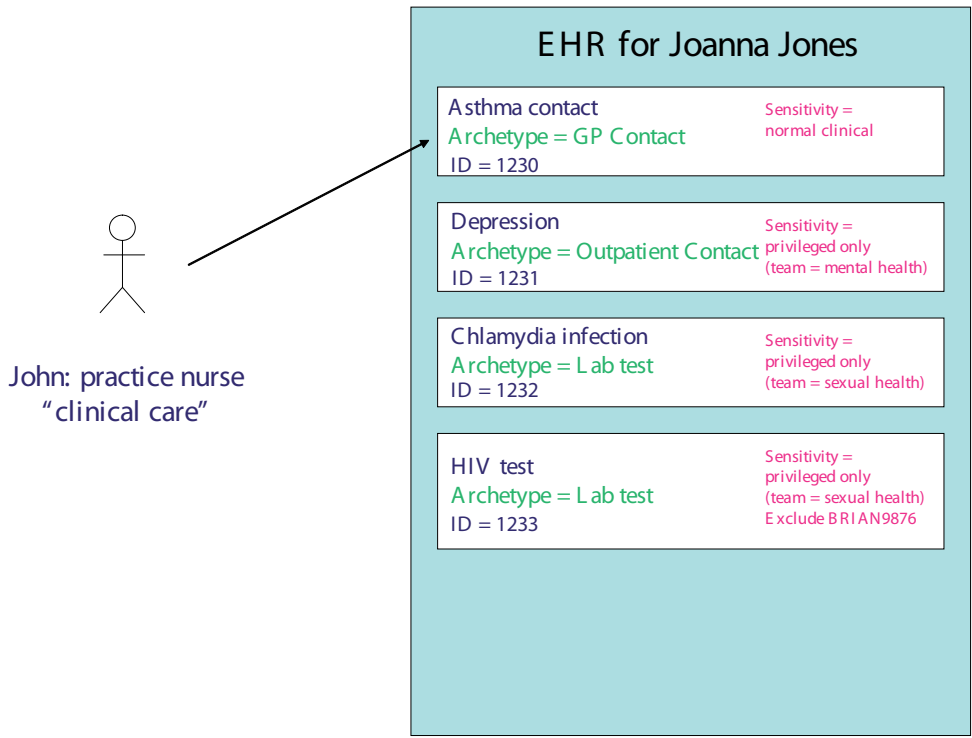 EHR for Joanna Jones
Asthma contact
Archetype = GP Contact
ID = 1230
Sensitivity =
normal clinical
Depression
Archetype = Outpatient Contact
ID = 1231
Sensitivity =
privileged only
(team = mental health)
Chlamydia infection
Archetype = Lab test
ID = 1232
Sensitivity =
privileged only
(team = sexual health)
HIV test
Archetype = Lab test
ID = 1233
Sensitivity =
privileged only
(team = sexual health)
Exclude BRIAN9876
John: practice nurse
“clinical care”